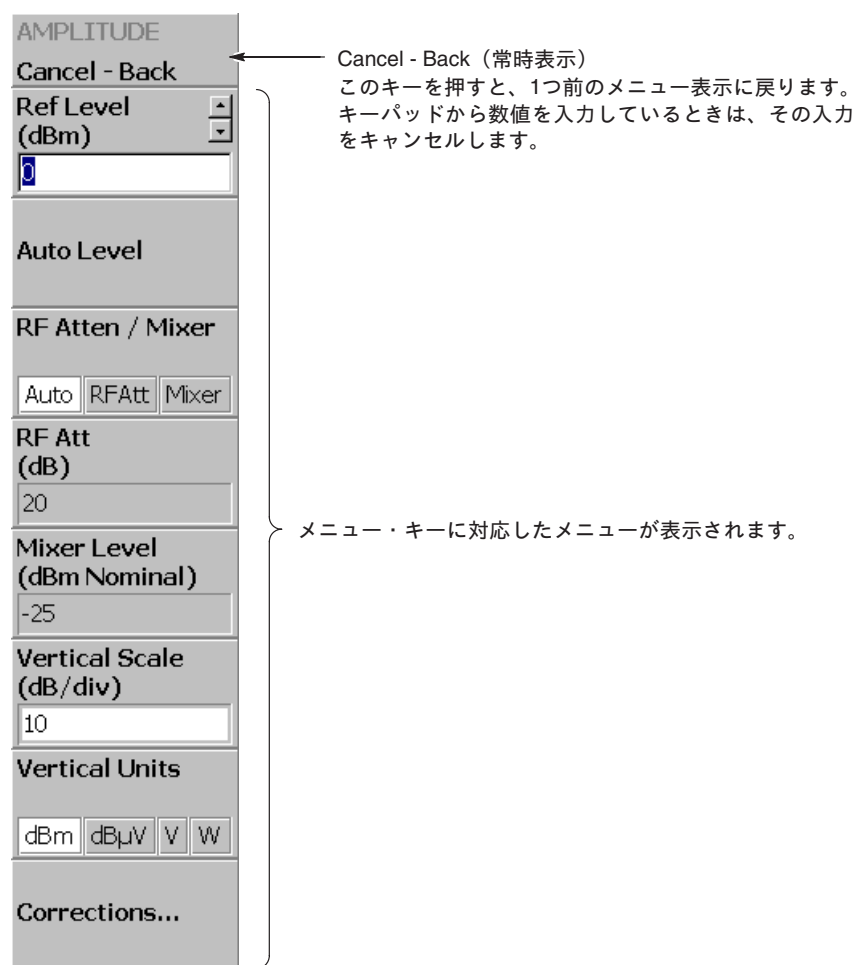 AMPLITUDE
Cancel - Back
Cancel - Back（常時表示）
このキーを押すと、1つ前のメニュー表示に戻ります。
キーパッドから数値を入力しているときは、その入力
をキャンセルします。
Ref Level
(dBm)
0
Auto Level
RF Atten / Mixer
Auto RFAtt Mixer
RF Att
(dB)
20
メニュー・キーに対応したメニューが表示されます。
Mixer Level
(dBm Nominal)
-25
Vertical Scale
(dB/div)
10
Vertical Units
dBm dBµV V W
Corrections...